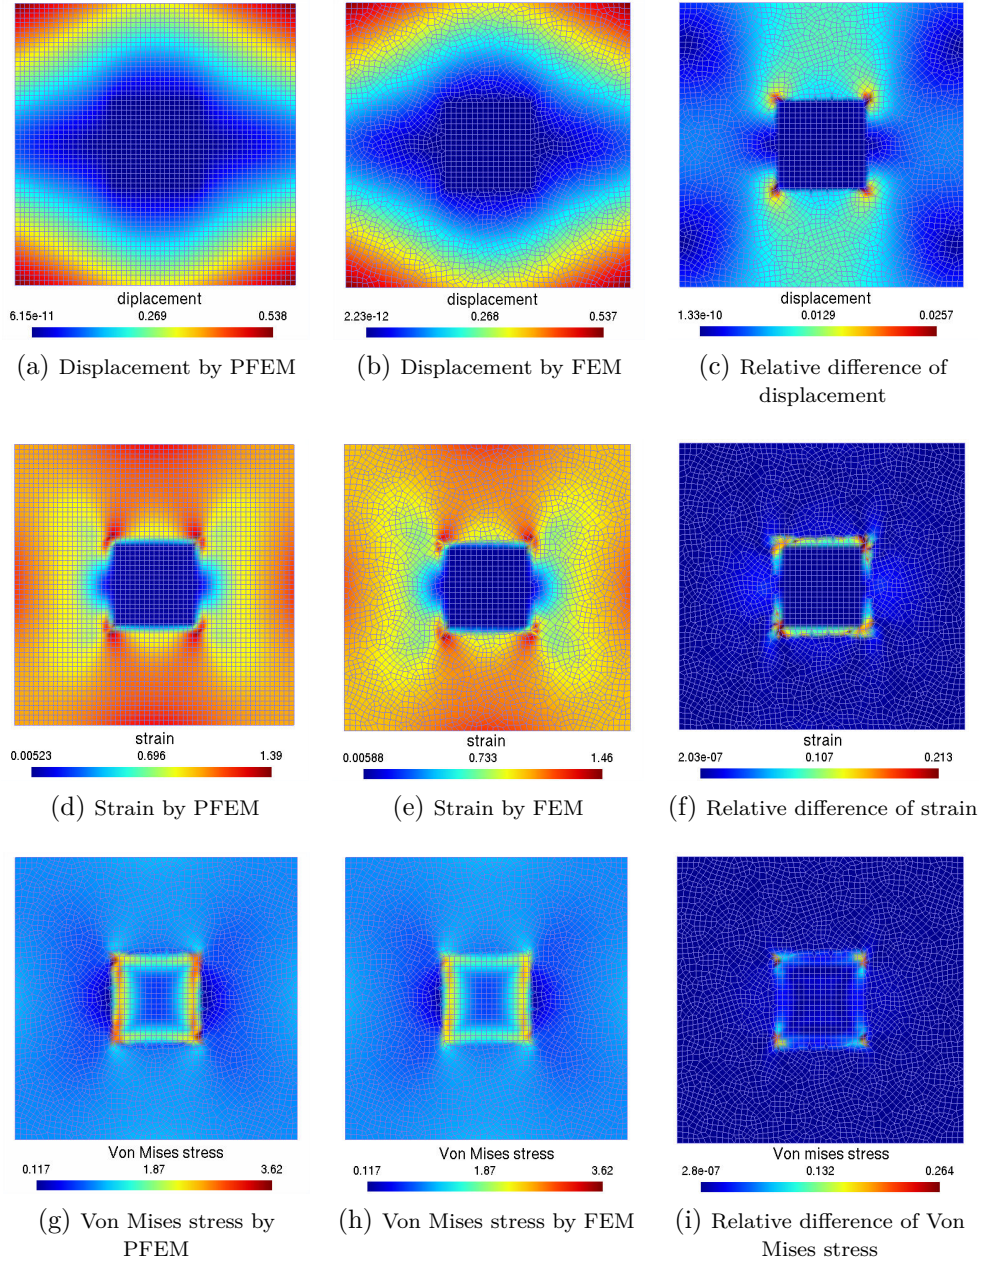 diplacement
6.15e-11 0.269 0.538
(a) Displacement by PFEM
displacement
2.23e-12 0.268 0.537
(b) Displacement by FEM
displacement
1.33e-10 0.0129 0.0257
(c) Relative difference of
displacement
strain
0.00523 0.696 1.39
(d) Strain by PFEM
strain
0.00588 0.733 1.46
(e) Strain by FEM
strain
2.03e-07 0.107 0.213
(f) Relative difference of strain
Von Mises stress
0.117 1.87 3.62
(g) Von Mises stress by
PFEM
Von Mises stress
0.117 1.87 3.62
(h) Von Mises stress by FEM
Von mises stress
2.8e-07 0.132 0.264
(i) Relative difference of Von
Mises stress